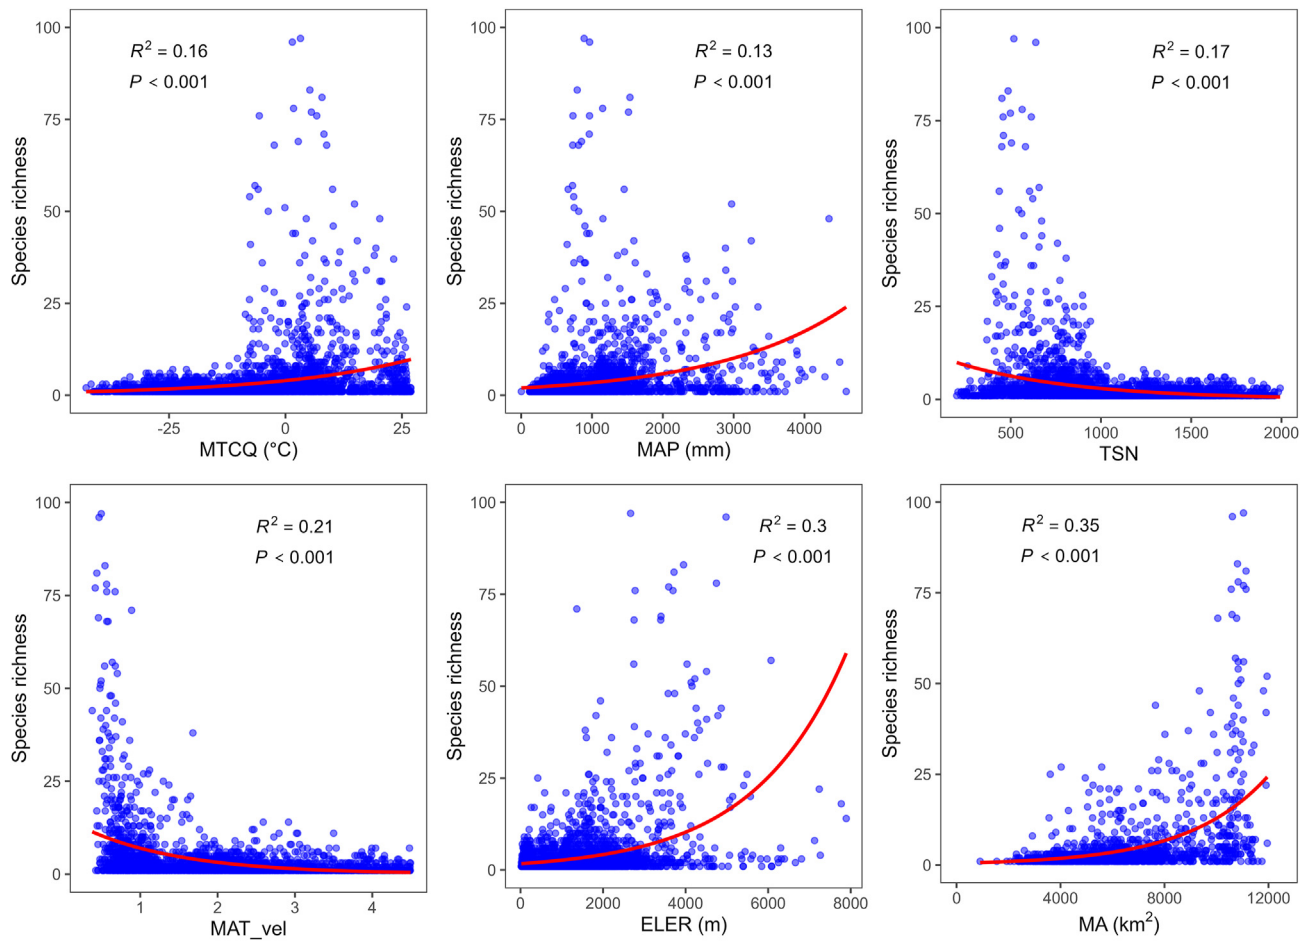 R² = 0.16
P < 0.001
Species richness
100
75
50
25
0
-25
0
25
MTCQ (°C)
R² = 0.13
P < 0.001
Species richness
100
75
50
25
0
0
1000
2000
3000
4000
MAP (mm)
R² = 0.17
P < 0.001
Species richness
100
75
50
25
0
500
1000
1500
2000
TSN
R² = 0.21
P < 0.001
Species richness
100
75
50
25
0
1
2
3
4
MAT_vel
R² = 0.3
P < 0.001
Species richness
100
75
50
25
0
0
2000
4000
6000
8000
ELER (m)
R² = 0.35
P < 0.001
Species richness
100
75
50
25
0
0
4000
8000
12000
MA (km²)